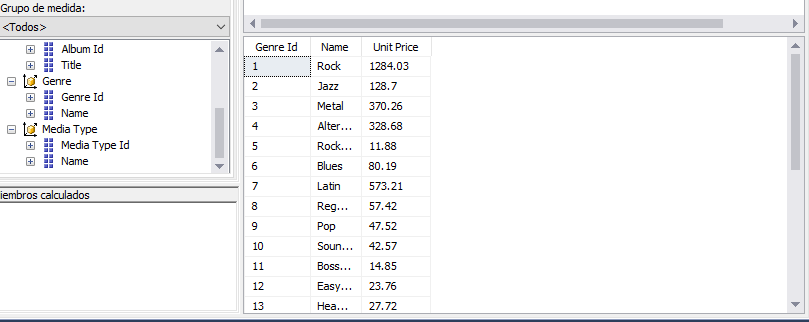 Grupo de medida:
<Todos>
Album Id
Title
Genre
Genre Id
Name
Media Type
Media Type Id
Name
iembros calculados
Genre Id Name Unit Price
1 Rock 1284.03
2 Jazz 128.7
3 Metal 370.26
4 Alter... 328.68
5 Rock... 11.88
6 Blues 80.19
7 Latin 573.21
8 Reg... 57.42
9 Pop 47.52
10 Soun... 42.57
11 Boss... 14.85
12 Easy... 23.76
13 Hea... 27.72